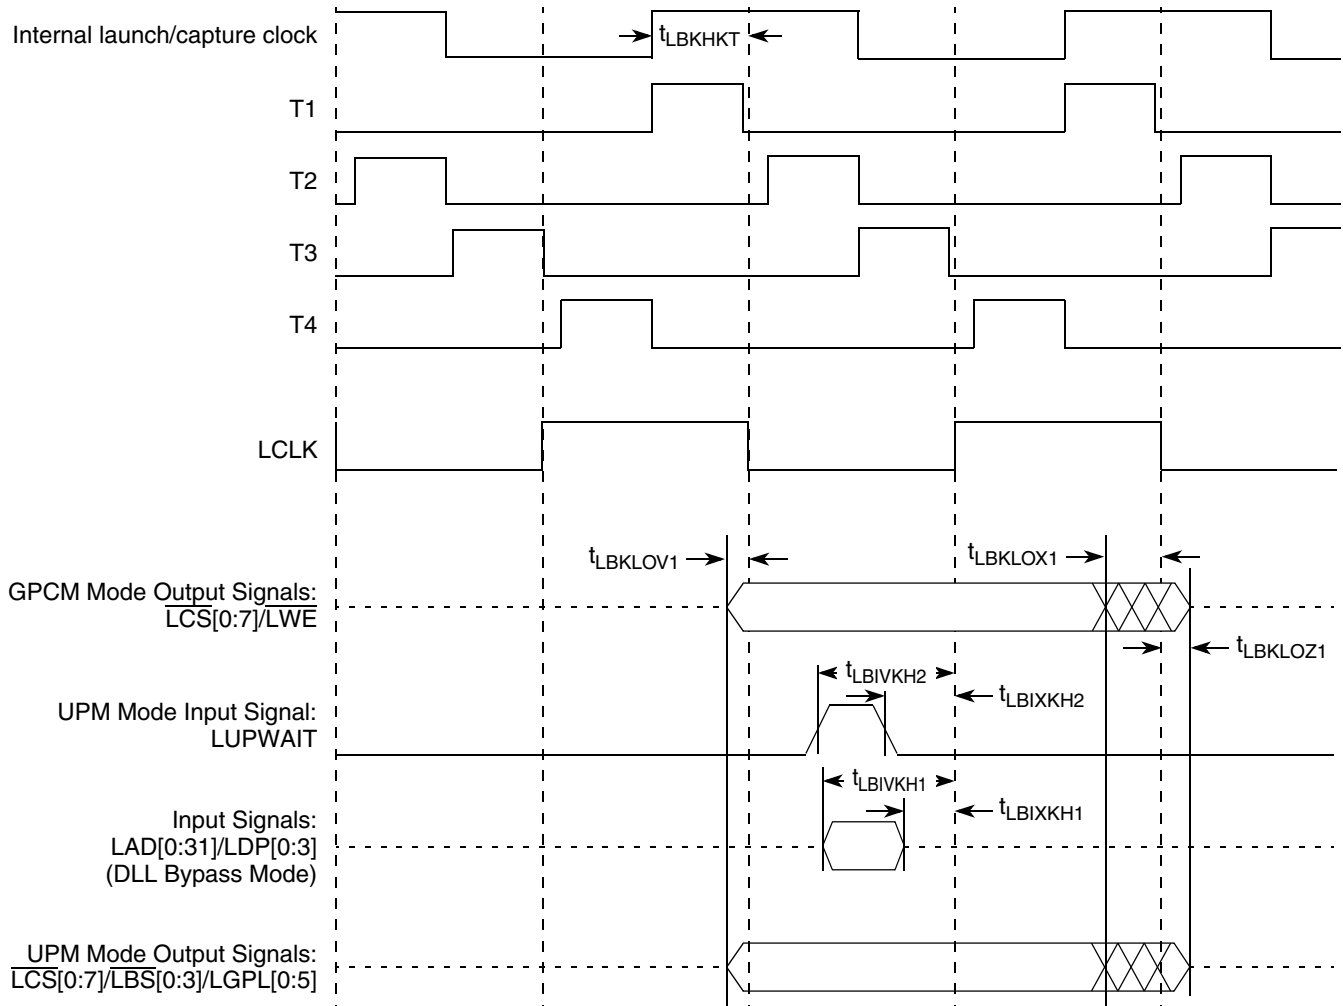 Internal launch/capture clock
tLBKHKT
T1
T2
T3
T4
LCLK
tLBKLOV1
tLBKLOX1
GPCM Mode Output Signals:
LCS[0:7]/LWE
tLBKLOZ1
tLBIVKH2
tLBIXKH2
UPM Mode Input Signal:
LUPWAIT
tLBIVKH1
tLBIXKH1
Input Signals:
LAD[0:31]/LDP[0:3]
(DLL Bypass Mode)
UPM Mode Output Signals:
LCS[0:7]/LBS[0:3]/LGPL[0:5]